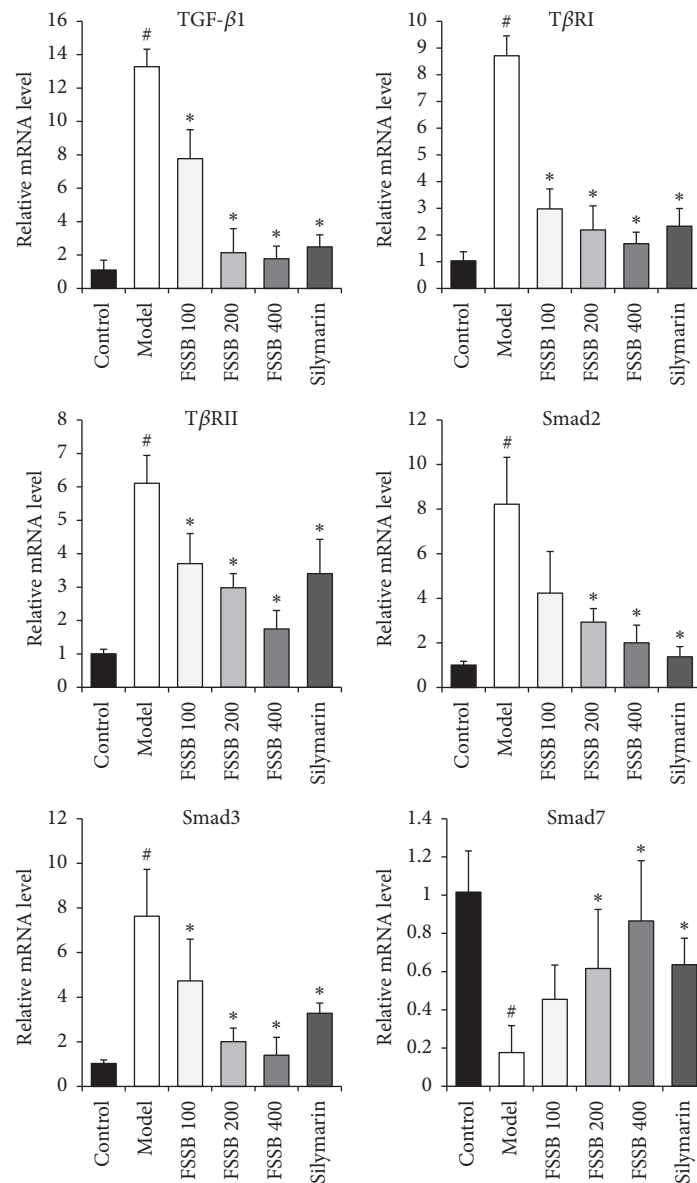 TGF-β1
Relative mRNA level
16
14
12
10
8
6
4
2
0
#
*
*
*
*
Control
Model
FSSB 100
FSSB 200
FSSB 400
Silymarin
TβRI
Relative mRNA level
10
9
8
7
6
5
4
3
2
1
0
#
*
*
*
*
Control
Model
FSSB 100
FSSB 200
FSSB 400
Silymarin
TβRII
Relative mRNA level
8
7
6
5
4
3
2
1
0
#
*
*
*
*
Control
Model
FSSB 100
FSSB 200
FSSB 400
Silymarin
Smad2
Relative mRNA level
12
10
8
6
4
2
0
#
*
*
*
Control
Model
FSSB 100
FSSB 200
FSSB 400
Silymarin
Smad3
Relative mRNA level
12
10
8
6
4
2
0
#
*
*
*
*
Control
Model
FSSB 100
FSSB 200
FSSB 400
Silymarin
Smad7
Relative mRNA level
1.4
1.2
1
0.8
0.6
0.4
0.2
0
#
*
*
*
Control
Model
FSSB 100
FSSB 200
FSSB 400
Silymarin